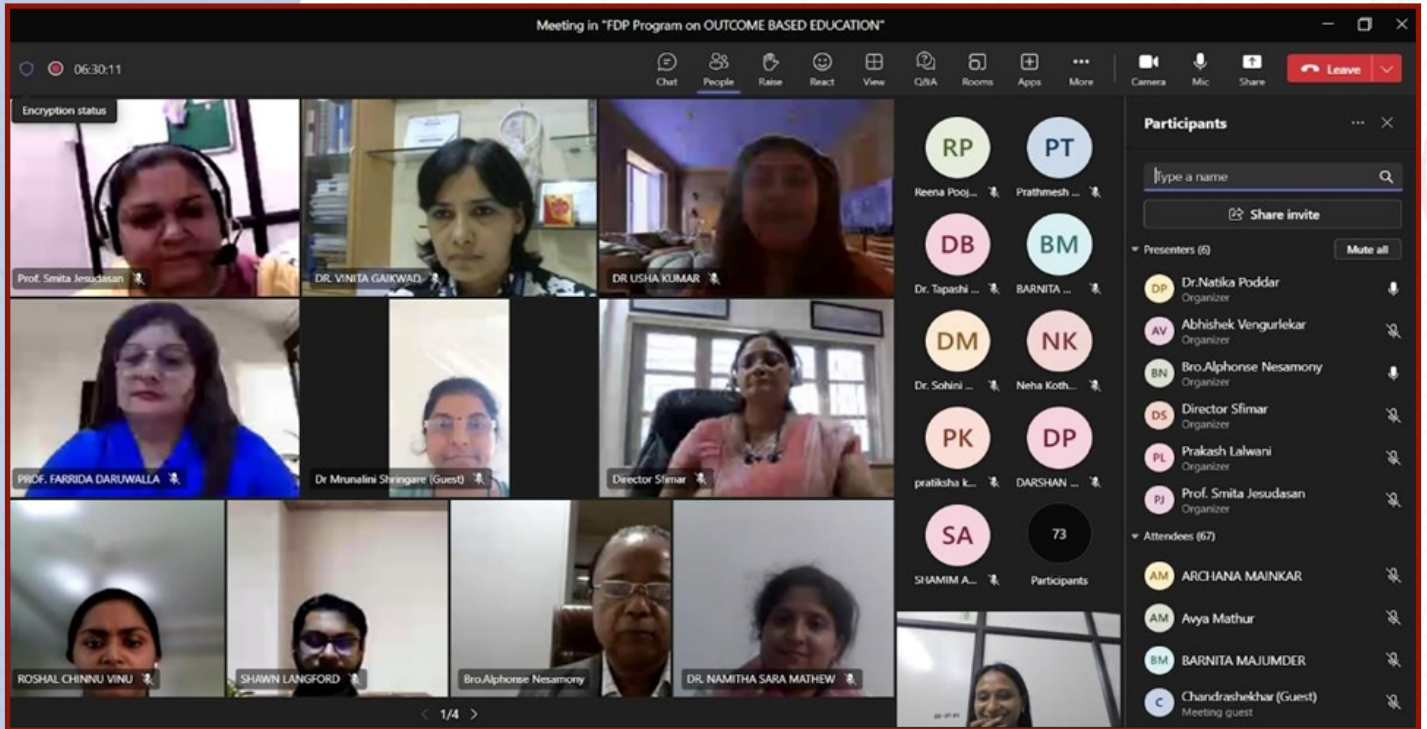 Meeting in "FDP Program on OUTCOME BASED EDUCATION"
06:30:11
Chat People Raise React View Q&A Rooms Apps More Camera Mic Share Leave
Encryption status
Prof. Smita Jesudasan
DR. VINITA GAIKWAD
DR USHA KUMAR
PROF. FARRIDA DARUWALLA
Dr Mrunalini Shringare (Guest)
Director Sfimar
ROSHAL CHINNU VINU
SHAWN LANGFORD
Bro.Alphonse Nesamony
DR. NAMITHA SARA MATHEW
1/4
RP PT
Reena Pooj... Prathmesh ...
DB BM
Dr. Tapashi ... BARNITA ...
DM NK
Dr. Sohini ... Neha Koth...
PK DP
pratiksha k... DARSHAN ...
SA 73
SHAMIM A... Participants
Participants
Type a name
Share invite
Presenters (6) Mute all
DP Dr.Natika Poddar
Organizer
AV Abhishek Vengurlekar
Organizer
BN Bro.Alphonse Nesamony
Organizer
DS Director Sfimar
Organizer
PL Prakash Lalwani
Organizer
PJ Prof. Smita Jesudasan
Organizer
Attendees (67)
AM ARCHANA MAINKAR
AM Avya Mathur
BM BARNITA MAJUMDER
C Chandrashekhar (Guest)
Meeting guest